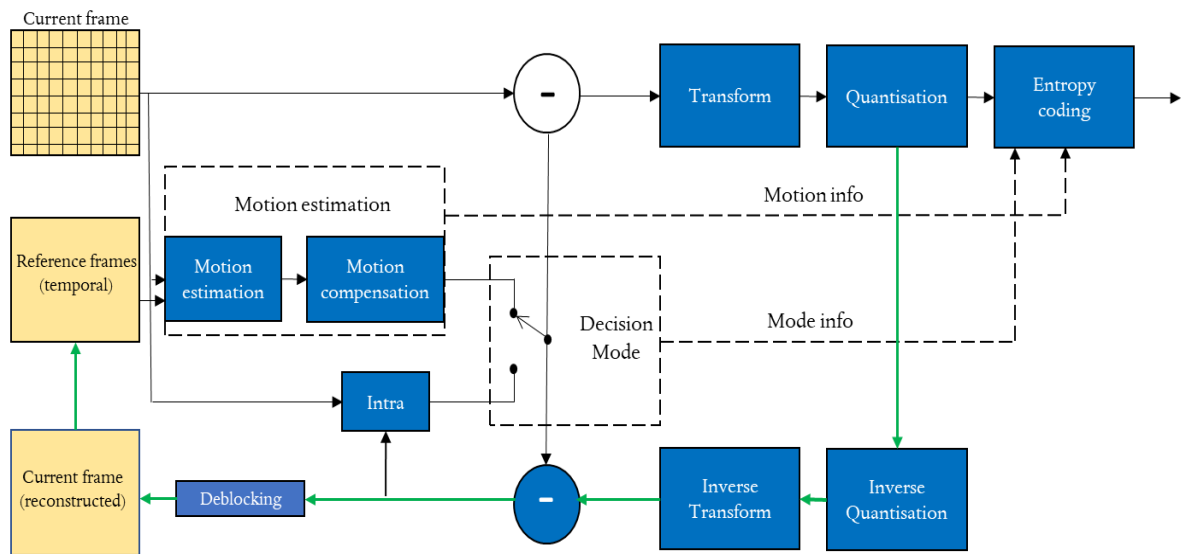 Current frame
-
Transform
Quantisation
Entropy
coding
Motion estimation
Motion info
Reference frames
(temporal)
Motion
estimation
Motion
compensation
Decision
Mode
Mode info
Intra
Current frame
(reconstructed)
Deblocking
-
Inverse
Transform
Inverse
Quantisation